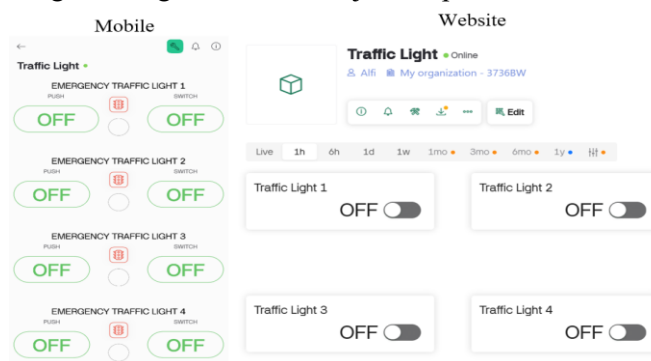 Mobile
Website
Traffic Light
EMERGENCY TRAFFIC LIGHT 1
PUSH SWITCH
OFF OFF
EMERGENCY TRAFFIC LIGHT 2
PUSH SWITCH
OFF OFF
EMERGENCY TRAFFIC LIGHT 3
PUSH SWITCH
OFF OFF
EMERGENCY TRAFFIC LIGHT 4
PUSH SWITCH
OFF OFF
Traffic Light • Online
Alfi My organization - 3736BW
Edit
Live 1h 6h 1d 1w 1mo 3mo 6mo 1y
Traffic Light 1
OFF
Traffic Light 2
OFF
Traffic Light 3
OFF
Traffic Light 4
OFF